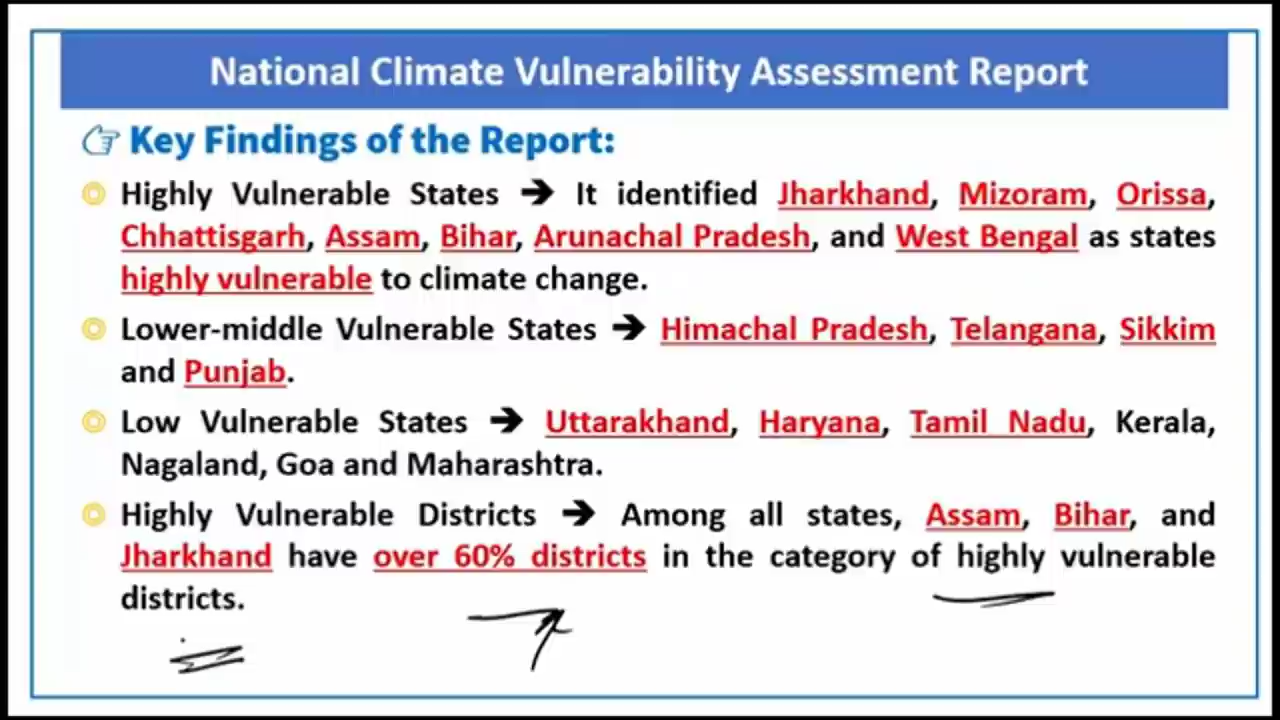 National Climate Vulnerability Assessment Report
Key Findings of the Report:
Highly Vulnerable States → It identified Jharkhand, Mizoram, Orissa,
Chhattisgarh, Assam, Bihar, Arunachal Pradesh, and West Bengal as states
highly vulnerable to climate change.
Lower-middle Vulnerable States → Himachal Pradesh, Telangana, Sikkim
and Punjab.
Low Vulnerable States → Uttarakhand, Haryana, Tamil Nadu, Kerala,
Nagaland, Goa and Maharashtra.
Highly Vulnerable Districts → Among all states, Assam, Bihar, and
Jharkhand have over 60% districts in the category of highly vulnerable
districts.